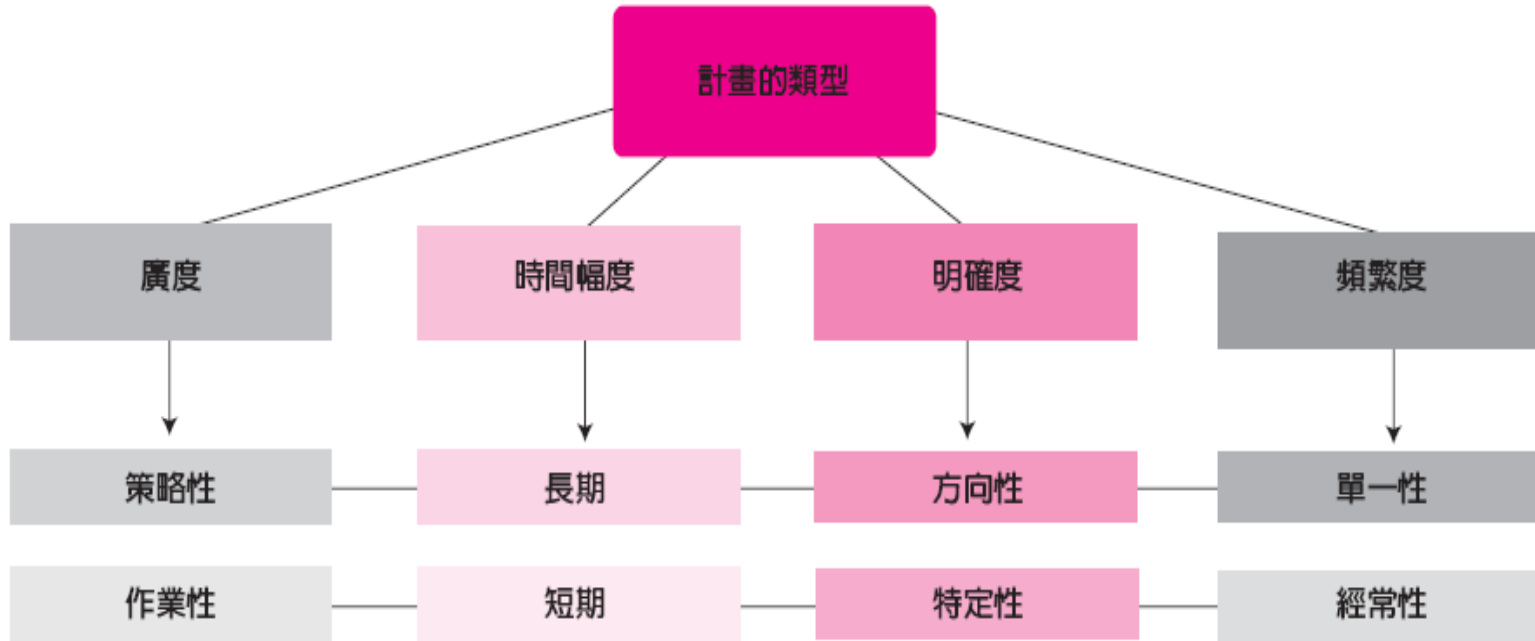 計畫的類型
廣度
時間幅度
明確度
頻繁度
策略性
長期
方向性
單一性
作業性
短期
特定性
經常性